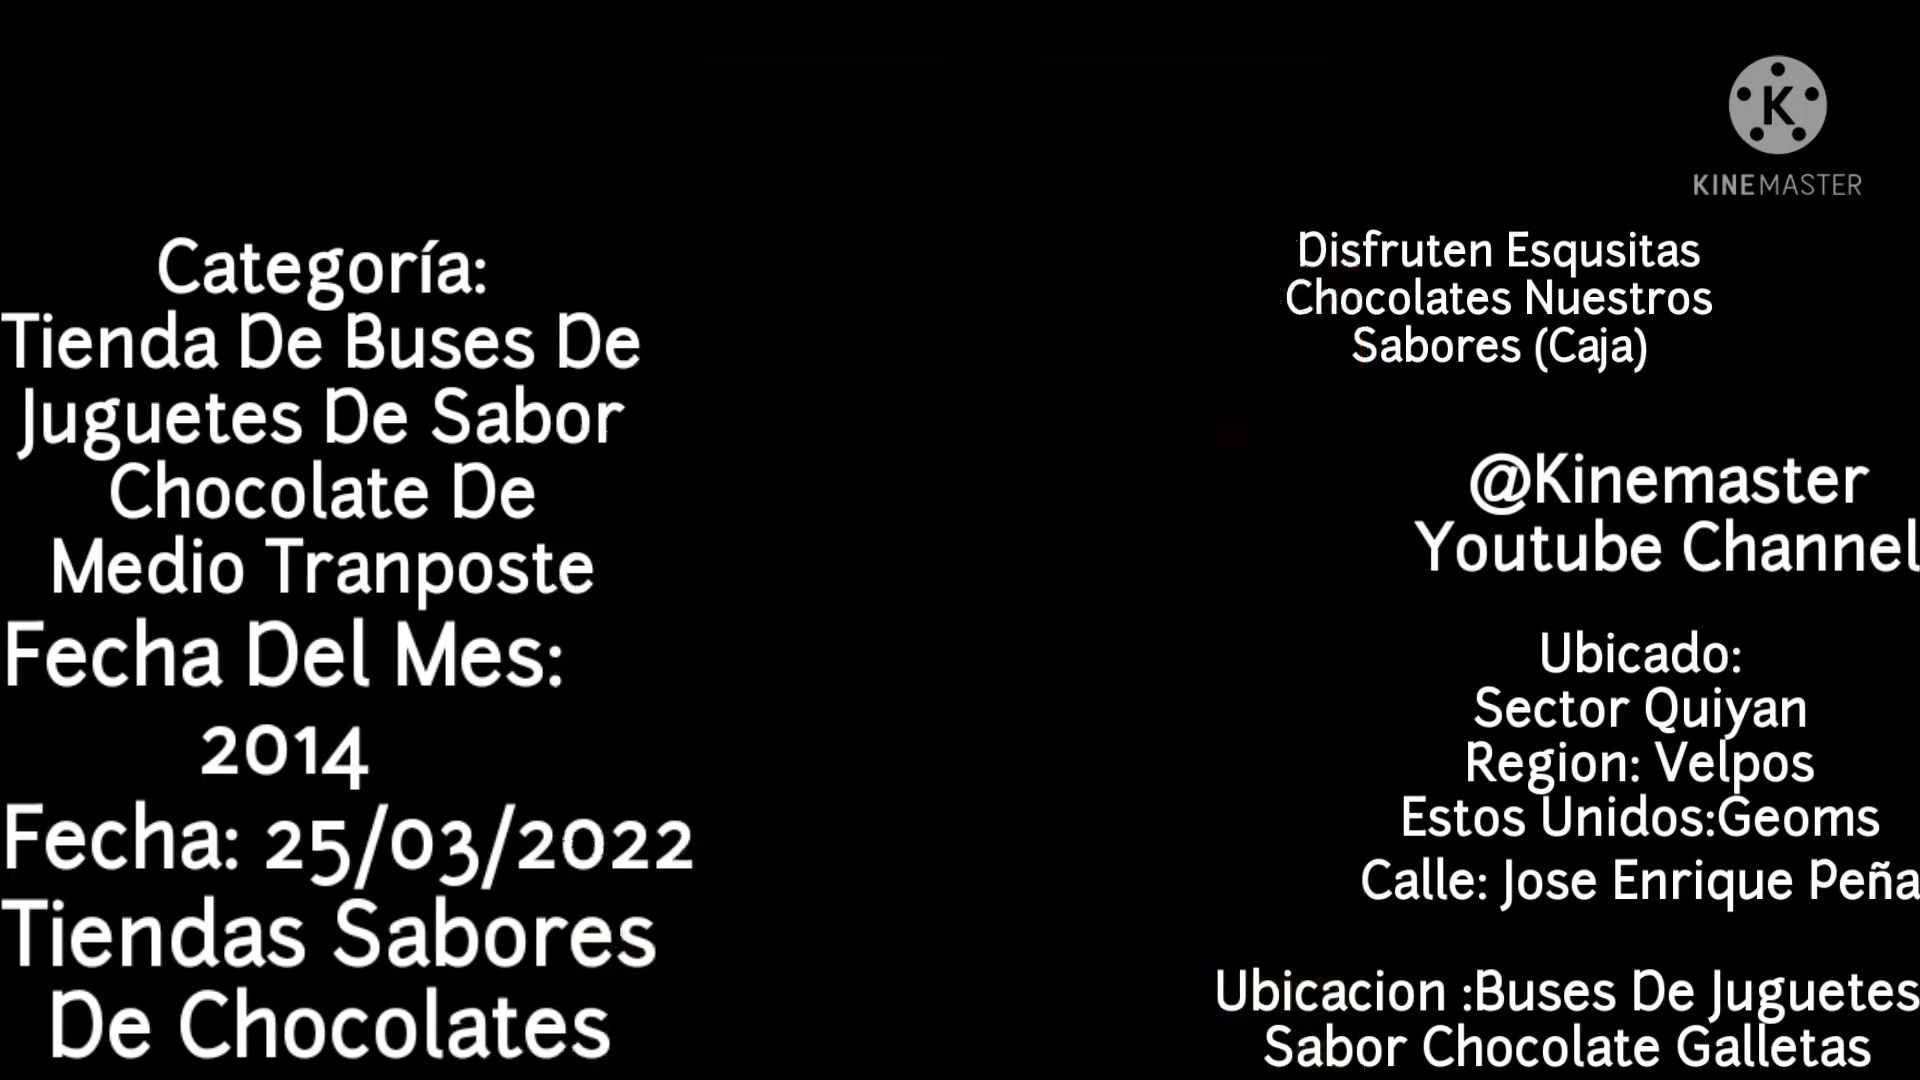 Categoría:
Tienda De Buses De
Juguetes De Sabor
Chocolate De
Medio Tranposte
Fecha Del Mes:
2014
Fecha: 25/03/2022
Tiendas Sabores
De Chocolates
K
KINEMASTER
Disfruten Esqusitas
Chocolates Nuestros
Sabores (Caja)
@Kinemaster
Youtube Channel
Ubicado:
Sector Quiyan
Region: Velpos
Estos Unidos:Geoms
Calle: Jose Enrique Peña
Ubicacion :Buses De Juguetes
Sabor Chocolate Galletas